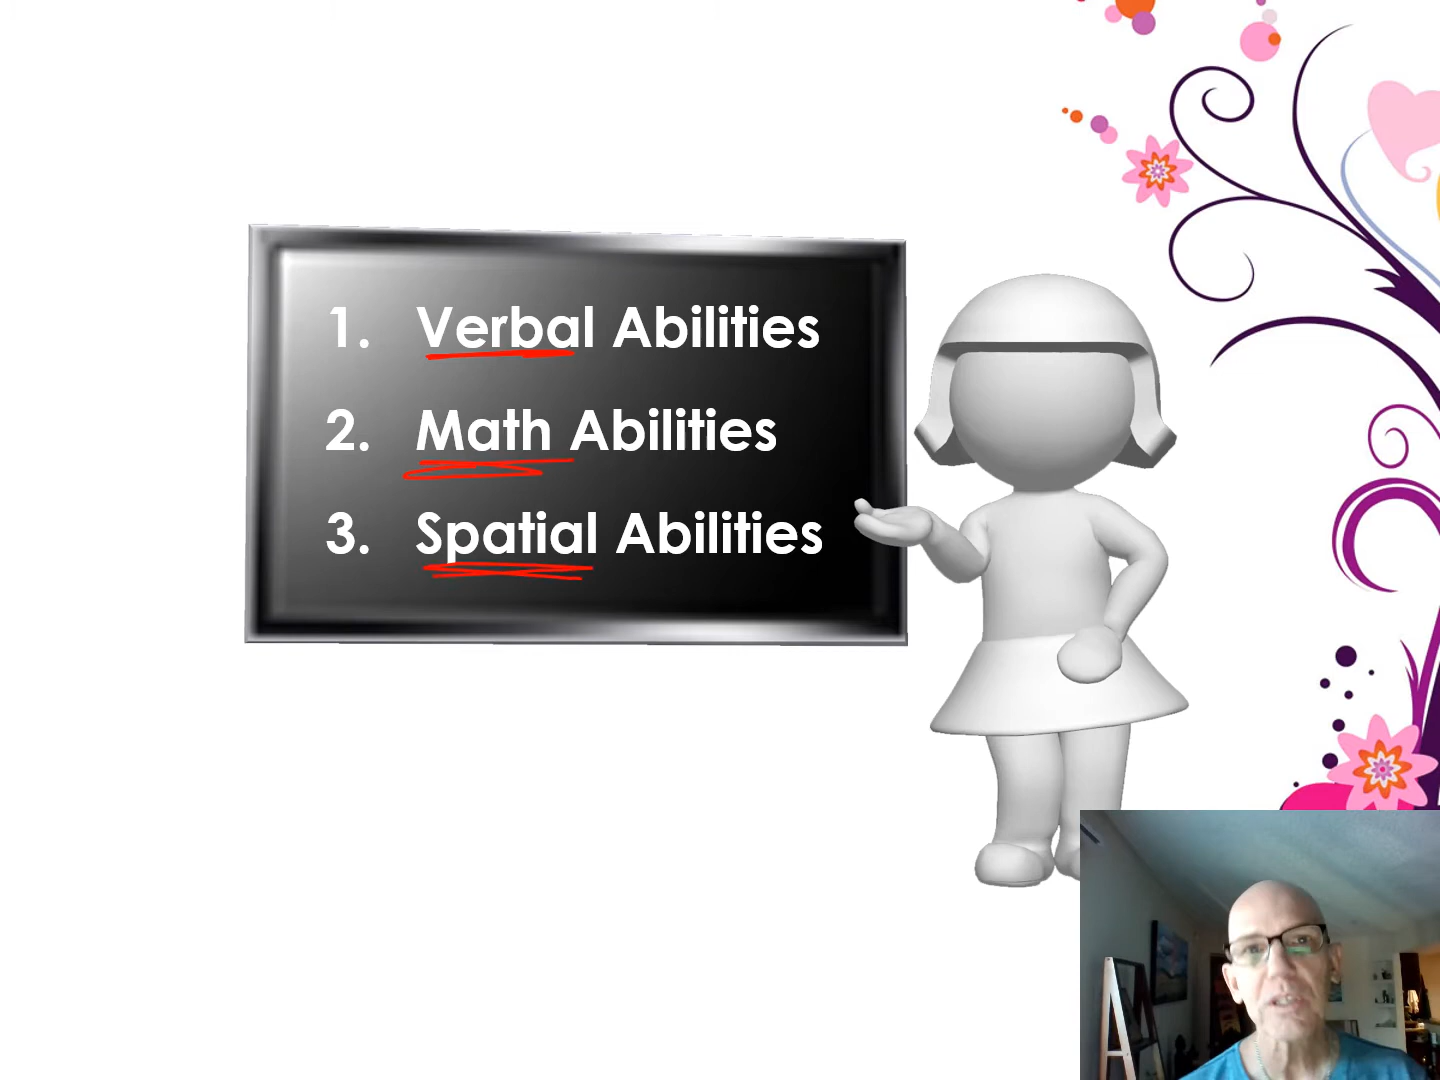 1. Verbal Abilities
2. Math Abilities
3. Spatial Abilities